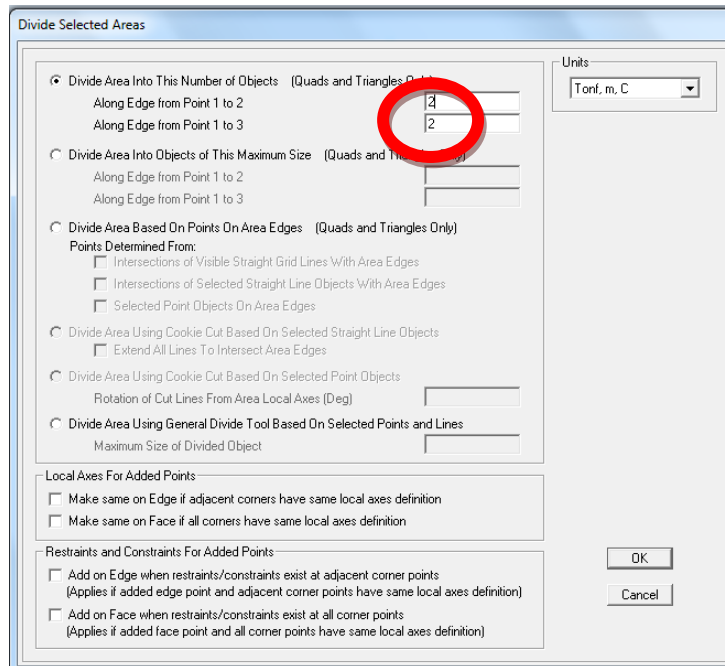 Divide Selected Areas
Divide Area Into This Number of Objects (Quads and Triangles
Along Edge from Point 1 to 2
2
Along Edge from Point 1 to 3
2
Divide Area Into Objects of This Maximum Size (Quads and
Along Edge from Point 1 to 2
Along Edge from Point 1 to 3
Divide Area Based On Points On Area Edges (Quads and Triangles Only)
Points Determined From:
Intersections of Visible Straight Grid Lines With Area Edges
Intersections of Selected Straight Line Objects With Area Edges
Selected Point Objects On Area Edges
Divide Area Using Cookie Cut Based On Selected Straight Line Objects
Extend All Lines To Intersect Area Edges
Divide Area Using Cookie Cut Based On Selected Point Objects
Rotation of Cut Lines From Area Local Axes (Deg)
Divide Area Using General Divide Tool Based On Selected Points and Lines
Maximum Size of Divided Object
Units
Tonf, m, C
Local Axes For Added Points
Make same on Edge if adjacent corners have same local axes definition
Make same on Face if all corners have same local axes definition
Restraints and Constraints For Added Points
Add on Edge when restraints/constraints exist at adjacent corner points
(Applies if added edge point and adjacent corner points have same local axes definition)
Add on Face when restraints/constraints exist at all corner points
(Applies if added face point and all corner points have same local axes definition)
OK
Cancel